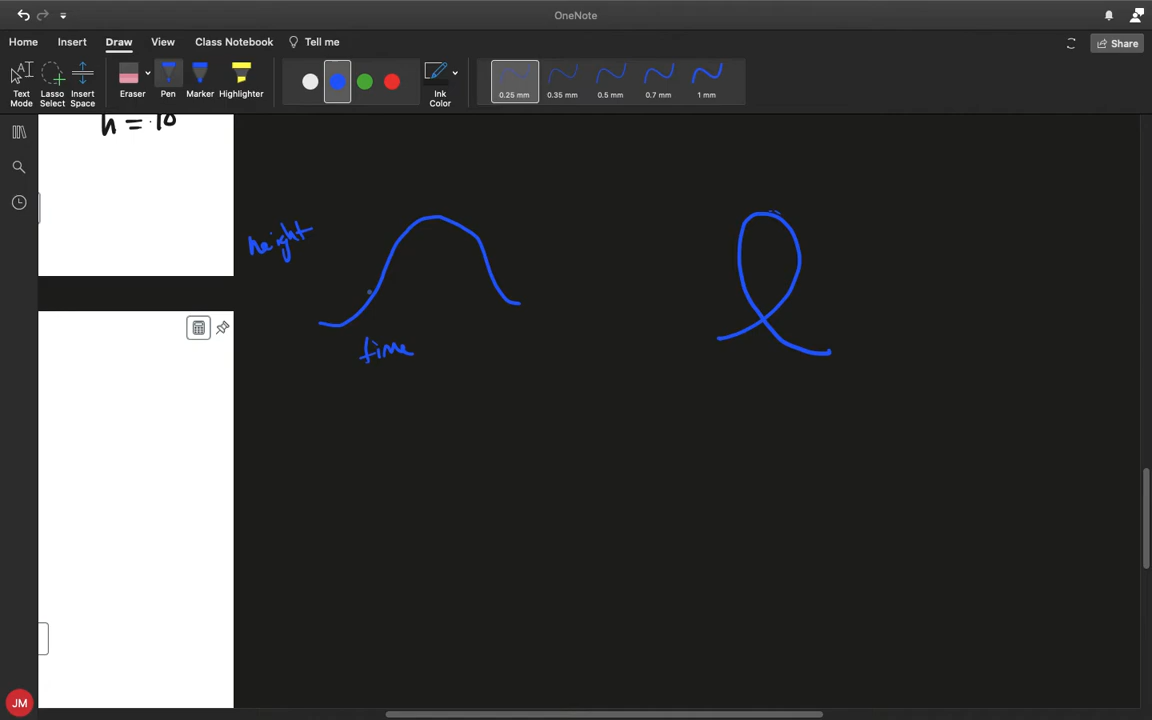 OneNote
Home Insert Draw View Class Notebook Tell me
Share
Text Mode
Lasso Select
Insert Space
Eraser
Pen
Marker
Highlighter
Ink Color
0.25 mm
0.35 mm
0.5 mm
0.7 mm
1 mm
h = 10
height
time
JM